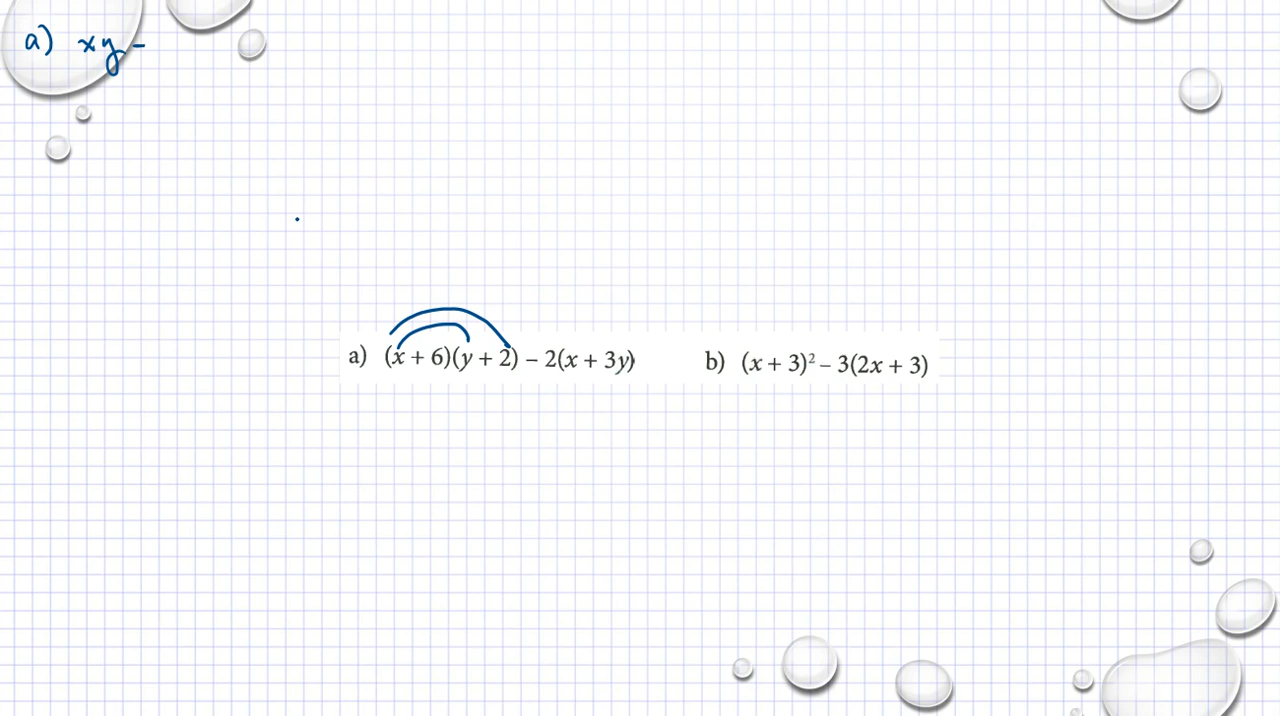 a) xy -
a) (x + 6)(y + 2) – 2(x + 3y)
b) (x + 3)² – 3(2x + 3)